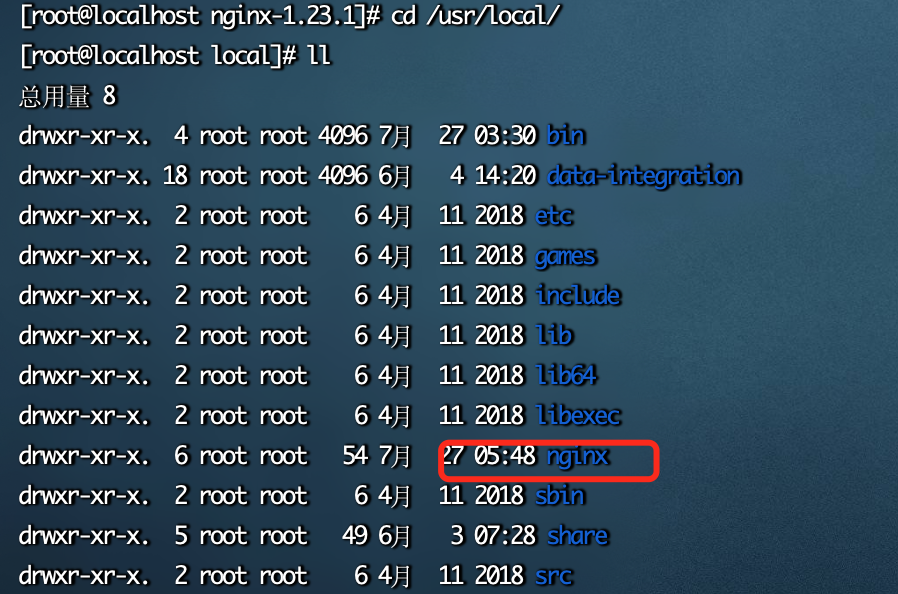 [root@localhost nginx-1.23.1]# cd /usr/local/
[root@localhost local]# ll
总用量 8
drwxr-xr-x.  4 root root 4096 7月  27 03:30 bin
drwxr-xr-x. 18 root root 4096 6月   4 14:20 data-integration
drwxr-xr-x.  2 root root    6 4月  11 2018 etc
drwxr-xr-x.  2 root root    6 4月  11 2018 games
drwxr-xr-x.  2 root root    6 4月  11 2018 include
drwxr-xr-x.  2 root root    6 4月  11 2018 lib
drwxr-xr-x.  2 root root    6 4月  11 2018 lib64
drwxr-xr-x.  2 root root    6 4月  11 2018 libexec
drwxr-xr-x.  6 root root   54 7月  27 05:48 nginx
drwxr-xr-x.  2 root root    6 4月  11 2018 sbin
drwxr-xr-x.  5 root root   49 6月   3 07:28 share
drwxr-xr-x.  2 root root    6 4月  11 2018 src